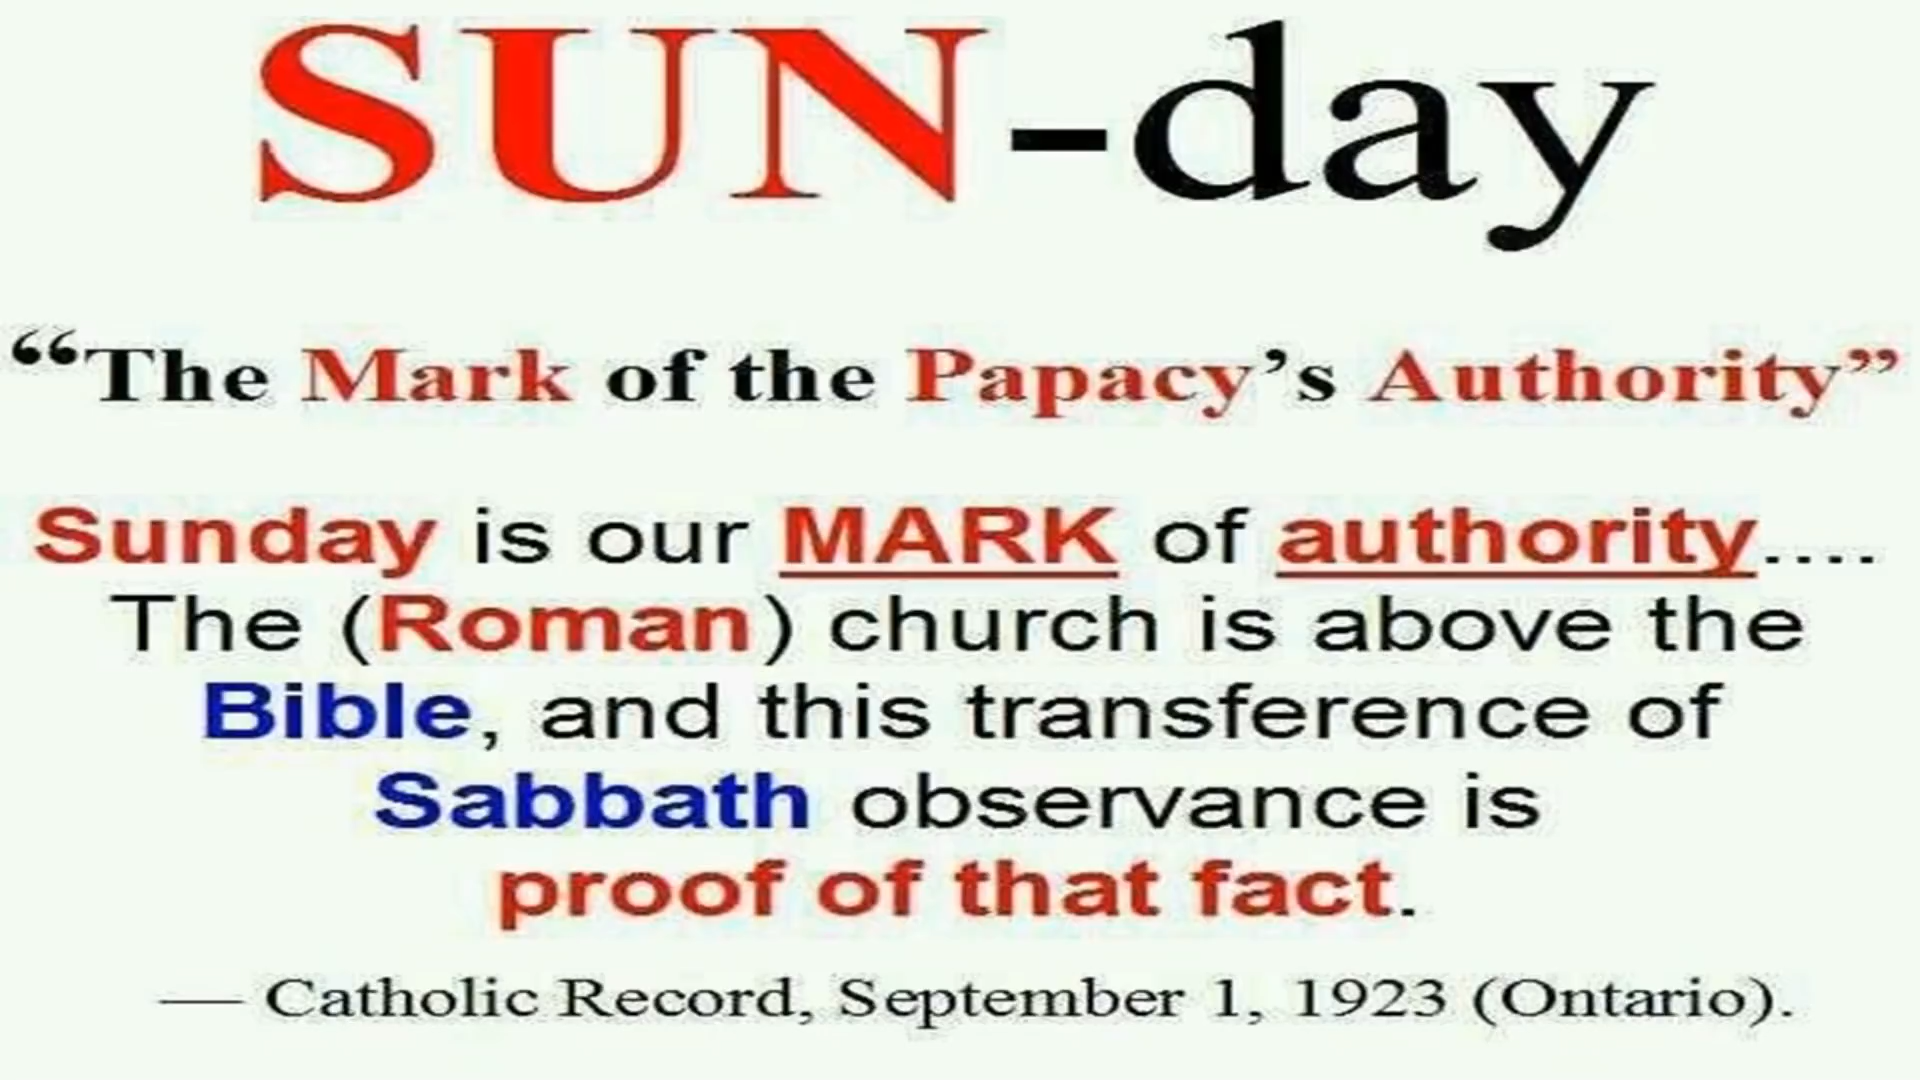 SUN-day
“The Mark of the Papacy’s Authority”
Sunday is our MARK of authority....
The (Roman) church is above the
Bible, and this transference of
Sabbath observance is
proof of that fact.
— Catholic Record, September 1, 1923 (Ontario).